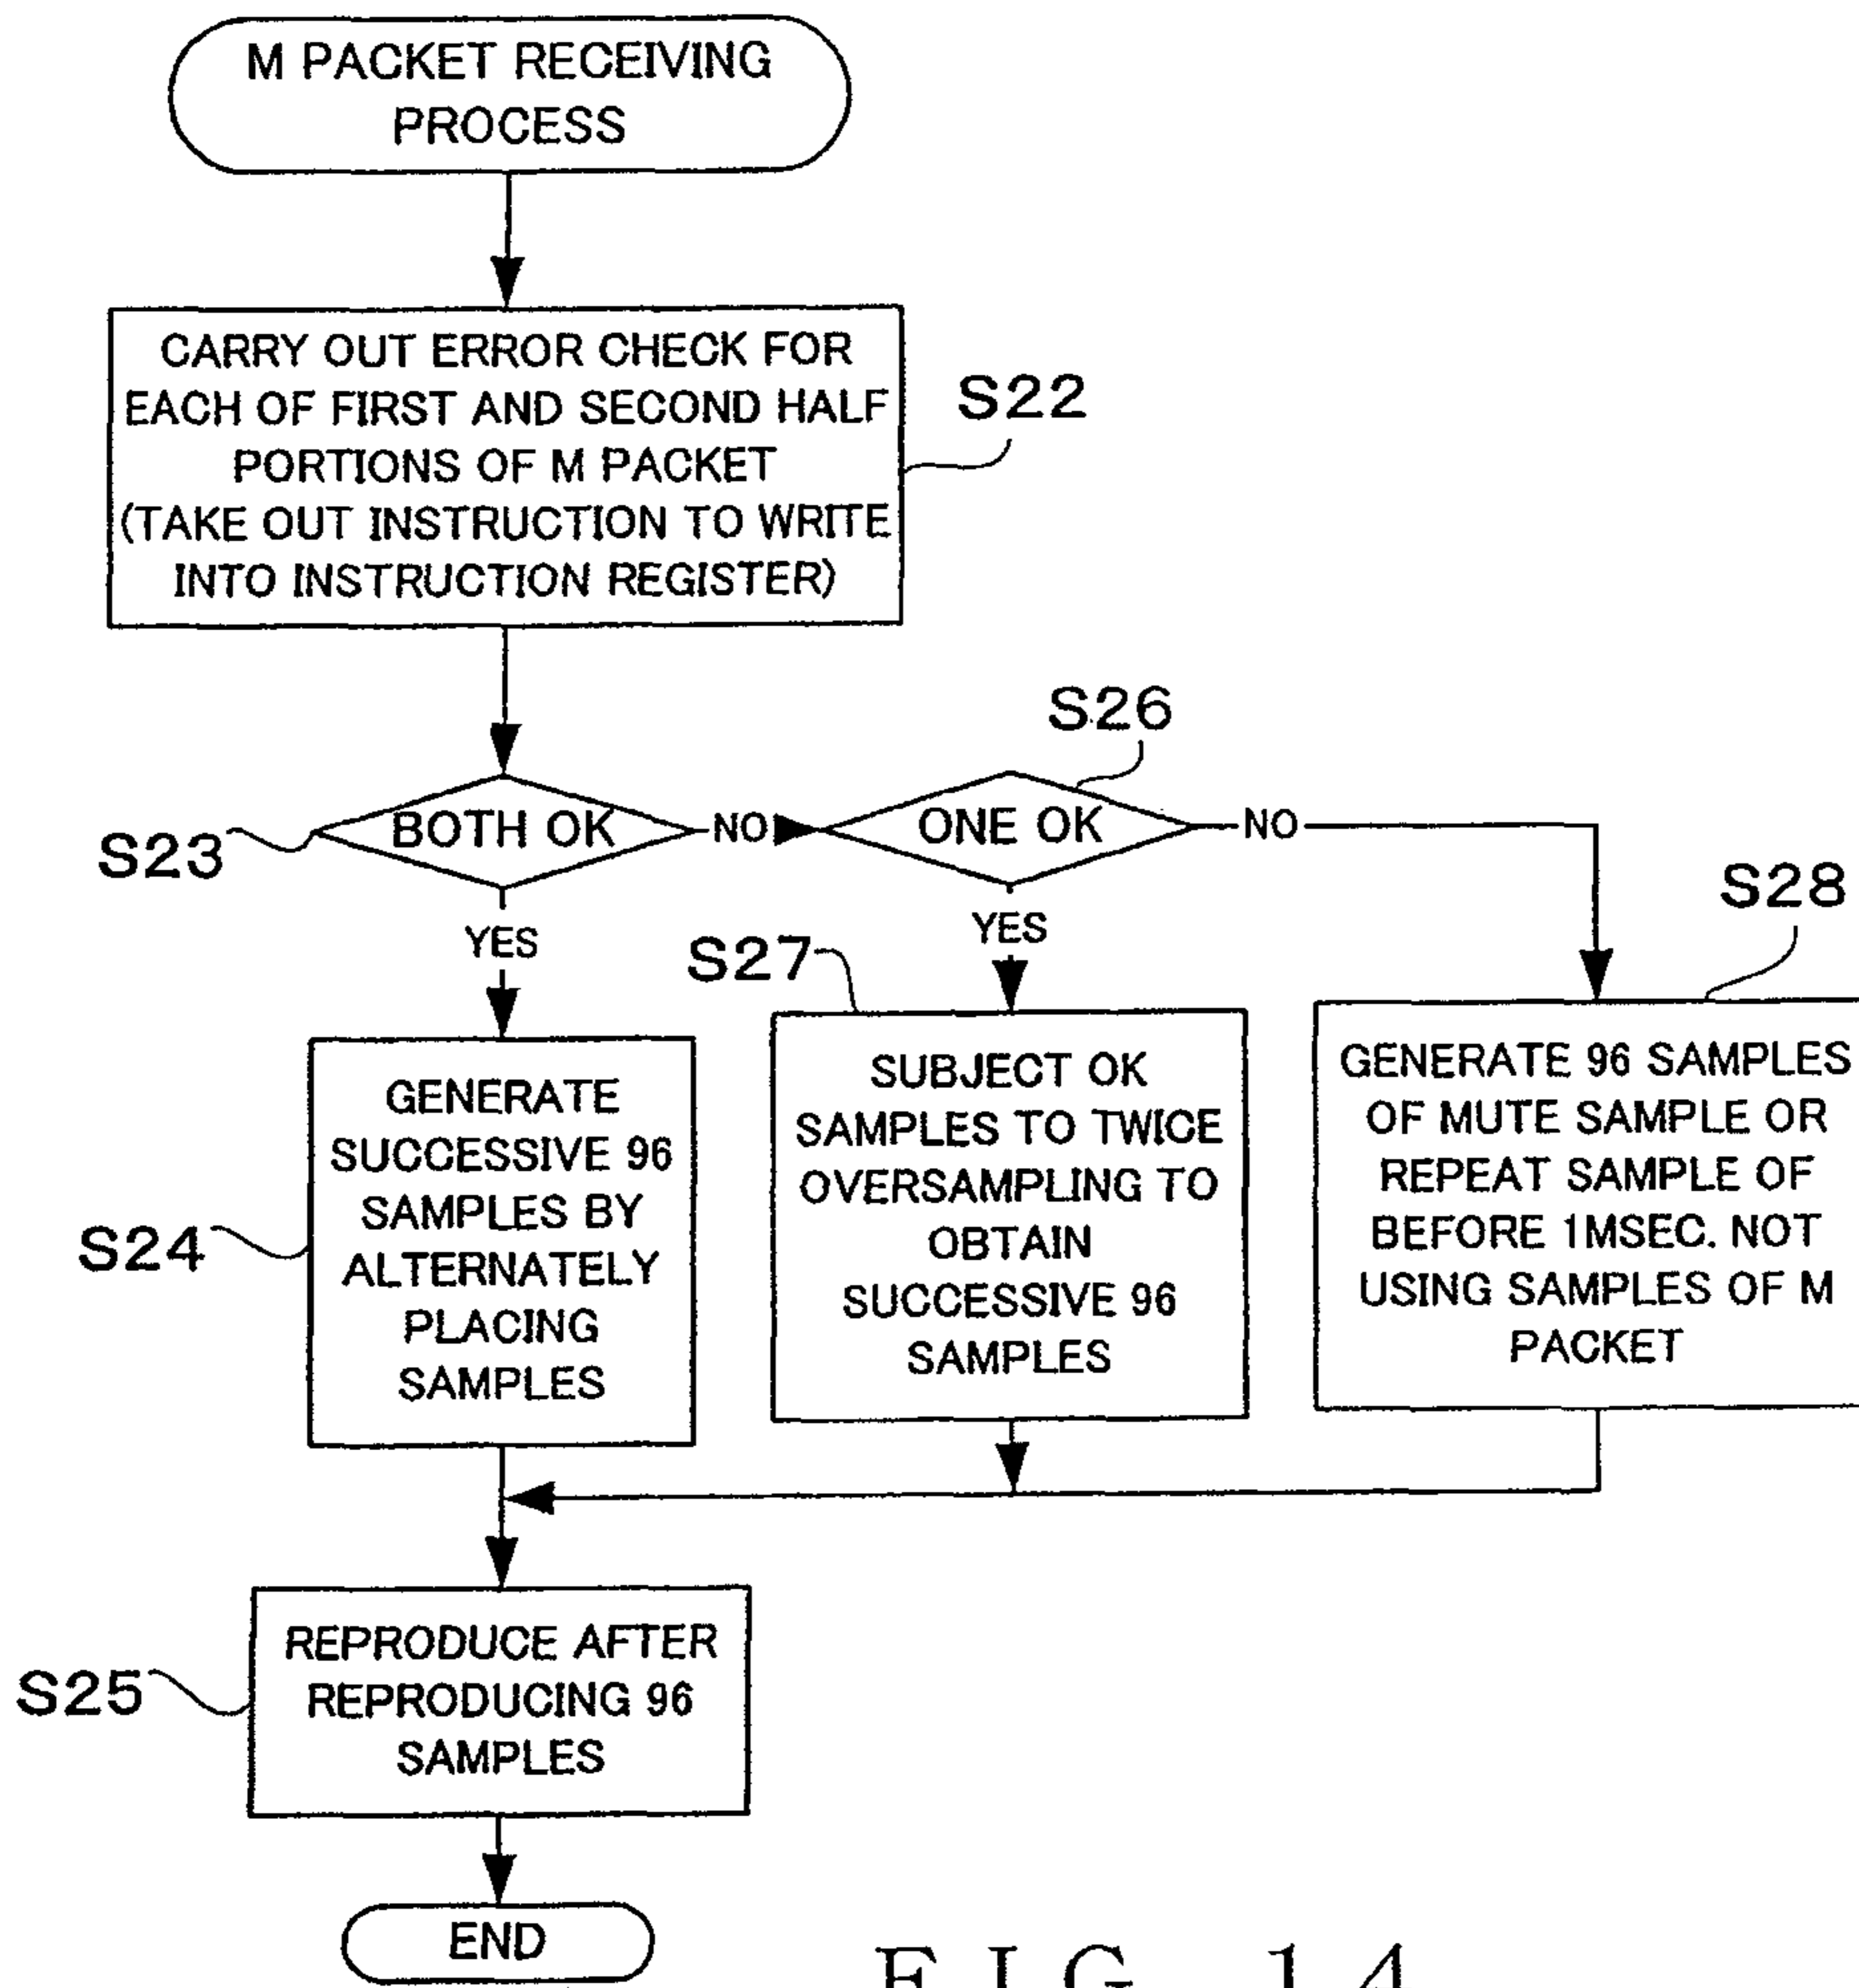 M PACKET RECEIVING
PROCESS
CARRY OUT ERROR CHECK FOR
EACH OF FIRST AND SECOND HALF
PORTIONS OF M PACKET
(TAKE OUT INSTRUCTION TO WRITE
INTO INSTRUCTION REGISTER)
S22
S26
S23
BOTH OK
NO
ONE OK
NO
S28
YES
YES
S27
GENERATE
SUCCESSIVE 96
SAMPLES BY
ALTERNATELY
PLACING
SAMPLES
S24
SUBJECT OK
SAMPLES TO TWICE
OVERSAMPLING TO
OBTAIN
SUCCESSIVE 96
SAMPLES
GENERATE 96 SAMPLES
OF MUTE SAMPLE OR
REPEAT SAMPLE OF
BEFORE 1MSEC. NOT
USING SAMPLES OF M
PACKET
REPRODUCE AFTER
REPRODUCING 96
SAMPLES
S25
END
FIG. 14